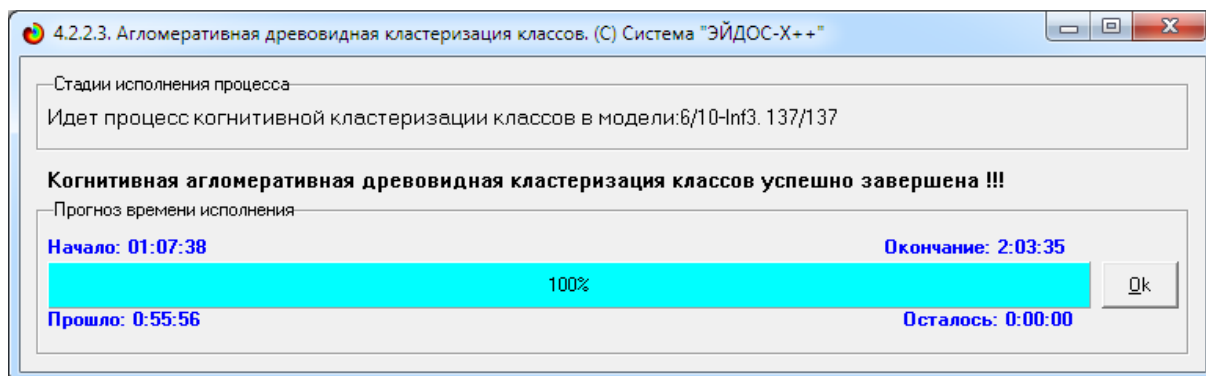 4.2.2.3. Агломеративная древовидная кластеризация классов. (C) Система "ЭЙДОС-X++"
Стадии исполнения процесса
Идет процесс когнитивной кластеризации классов в модели:6/10-Inf3. 137/137
Когнитивная агломеративная древовидная кластеризация классов успешно завершена !!!
Прогноз времени исполнения
Начало: 01:07:38 Окончание: 2:03:35
100% Ok
Прошло: 0:55:56 Осталось: 0:00:00